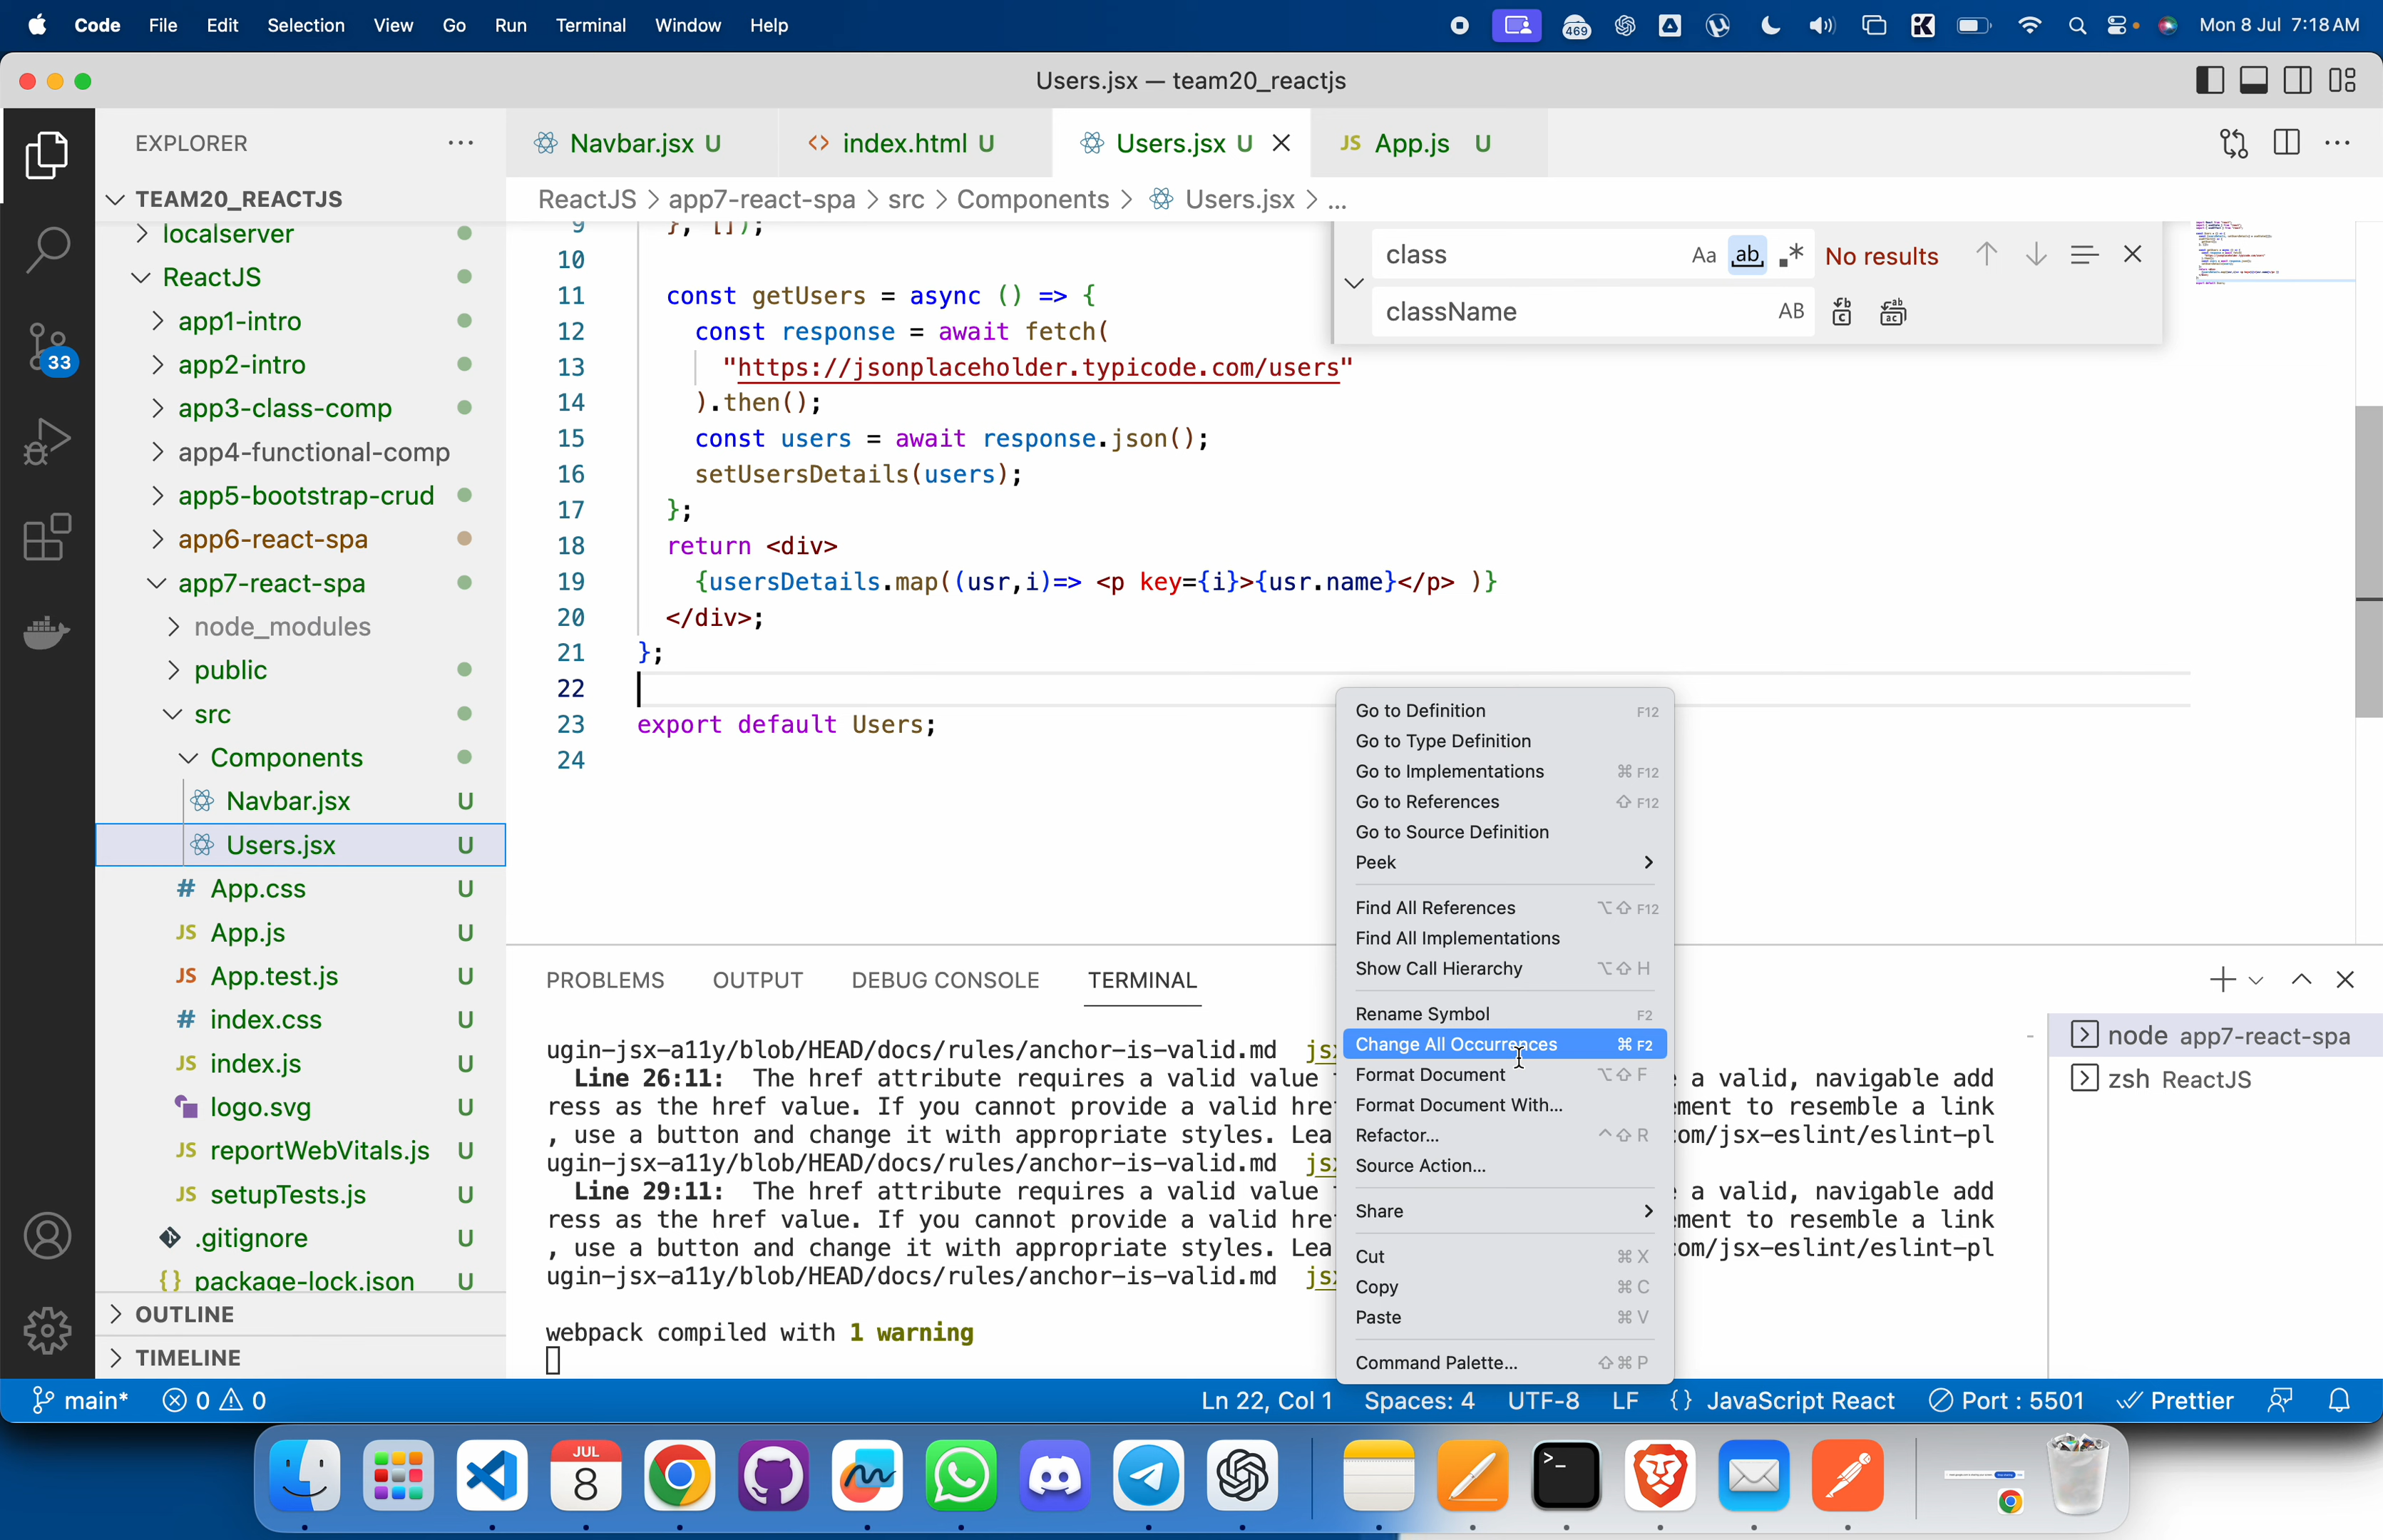 Code File Edit Selection View Go Run Terminal Window Help 469 Mon 8 Jul 7:18 AM
Users.jsx — team20_reactjs
EXPLORER
Navbar.jsx U
<> index.html U
Users.jsx U
JS App.js U
TEAM20_REACTJS
ReactJS > app7-react-spa > src > Components > Users.jsx > ...
localserver
ReactJS
app1-intro
app2-intro
app3-class-comp
app4-functional-comp
app5-bootstrap-crud
app6-react-spa
app7-react-spa
node_modules
public
src
Components
Navbar.jsx U
Users.jsx U
# App.css U
JS App.js U
JS App.test.js U
# index.css U
JS index.js U
logo.svg U
JS reportWebVitals.js U
JS setupTests.js U
.gitignore U
{} package-lock.json U
OUTLINE
TIMELINE
33
class Aa ab .* No results
className AB
9 }, []);
10
11 const getUsers = async () => {
12 const response = await fetch(
13 "https://jsonplaceholder.typicode.com/users"
14 ).then();
15 const users = await response.json();
16 setUsersDetails(users);
17 };
18 return <div>
19 {usersDetails.map((usr,i)=> <p key={i}>{usr.name}</p> )}
20 </div>;
21 };
22
23 export default Users;
24
Go to Definition F12
Go to Type Definition
Go to Implementations ⌘ F12
Go to References ⇧ F12
Go to Source Definition
Peek
Find All References ⌥⇧ F12
Find All Implementations
Show Call Hierarchy ⌥⇧ H
Rename Symbol F2
Change All Occurrences ⌘ F2
Format Document ⌥⇧ F
Format Document With...
Refactor... ^⇧ R
Source Action...
Share
Cut ⌘ X
Copy ⌘ C
Paste ⌘ V
Command Palette... ⇧⌘ P
PROBLEMS OUTPUT DEBUG CONSOLE TERMINAL
ugin-jsx-a11y/blob/HEAD/docs/rules/anchor-is-valid.md js
Line 26:11: The href attribute requires a valid value a valid, navigable add
ress as the href value. If you cannot provide a valid hre ment to resemble a link
, use a button and change it with appropriate styles. Lea om/jsx-eslint/eslint-pl
ugin-jsx-a11y/blob/HEAD/docs/rules/anchor-is-valid.md js
Line 29:11: The href attribute requires a valid value a valid, navigable add
ress as the href value. If you cannot provide a valid hre ment to resemble a link
, use a button and change it with appropriate styles. Lea om/jsx-eslint/eslint-pl
ugin-jsx-a11y/blob/HEAD/docs/rules/anchor-is-valid.md js
webpack compiled with 1 warning
node app7-react-spa
zsh ReactJS
main* 0 0 Ln 22, Col 1 Spaces: 4 UTF-8 LF {} JavaScript React Port : 5501 Prettier
JUL
8